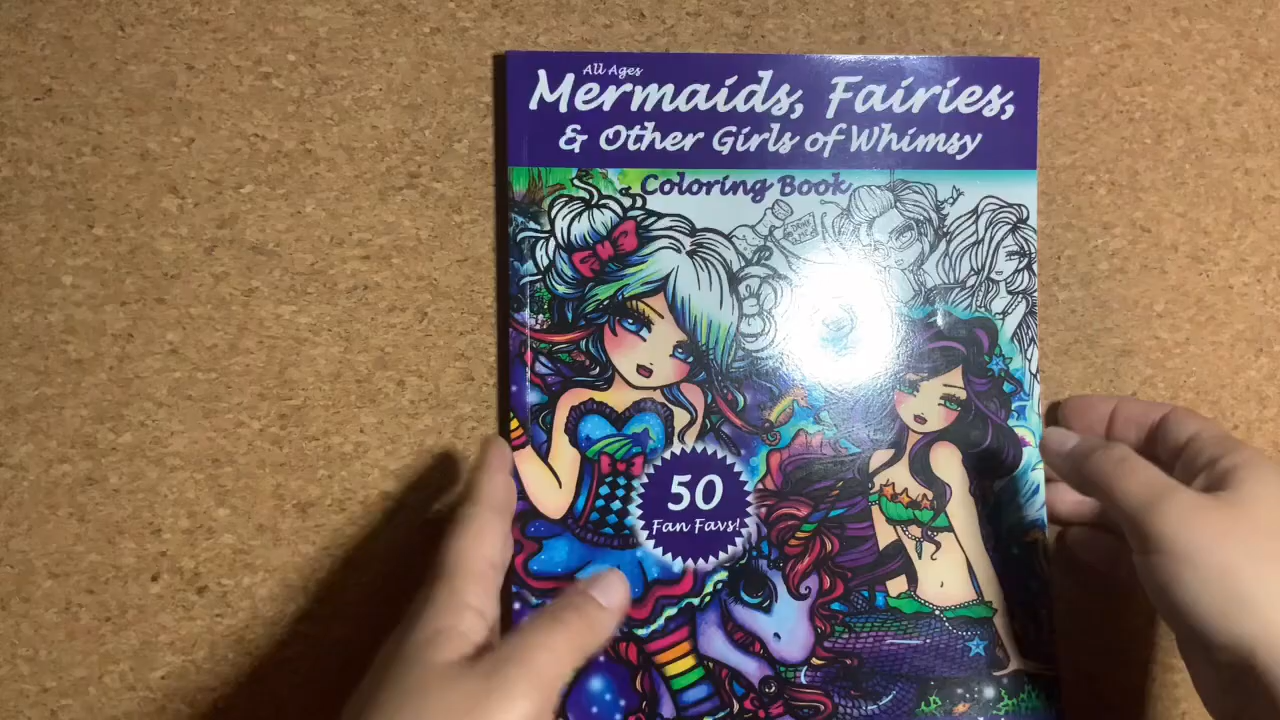 All Ages
Mermaids, Fairies,
& Other Girls of Whimsy
Coloring Book
50
Fan Favs!